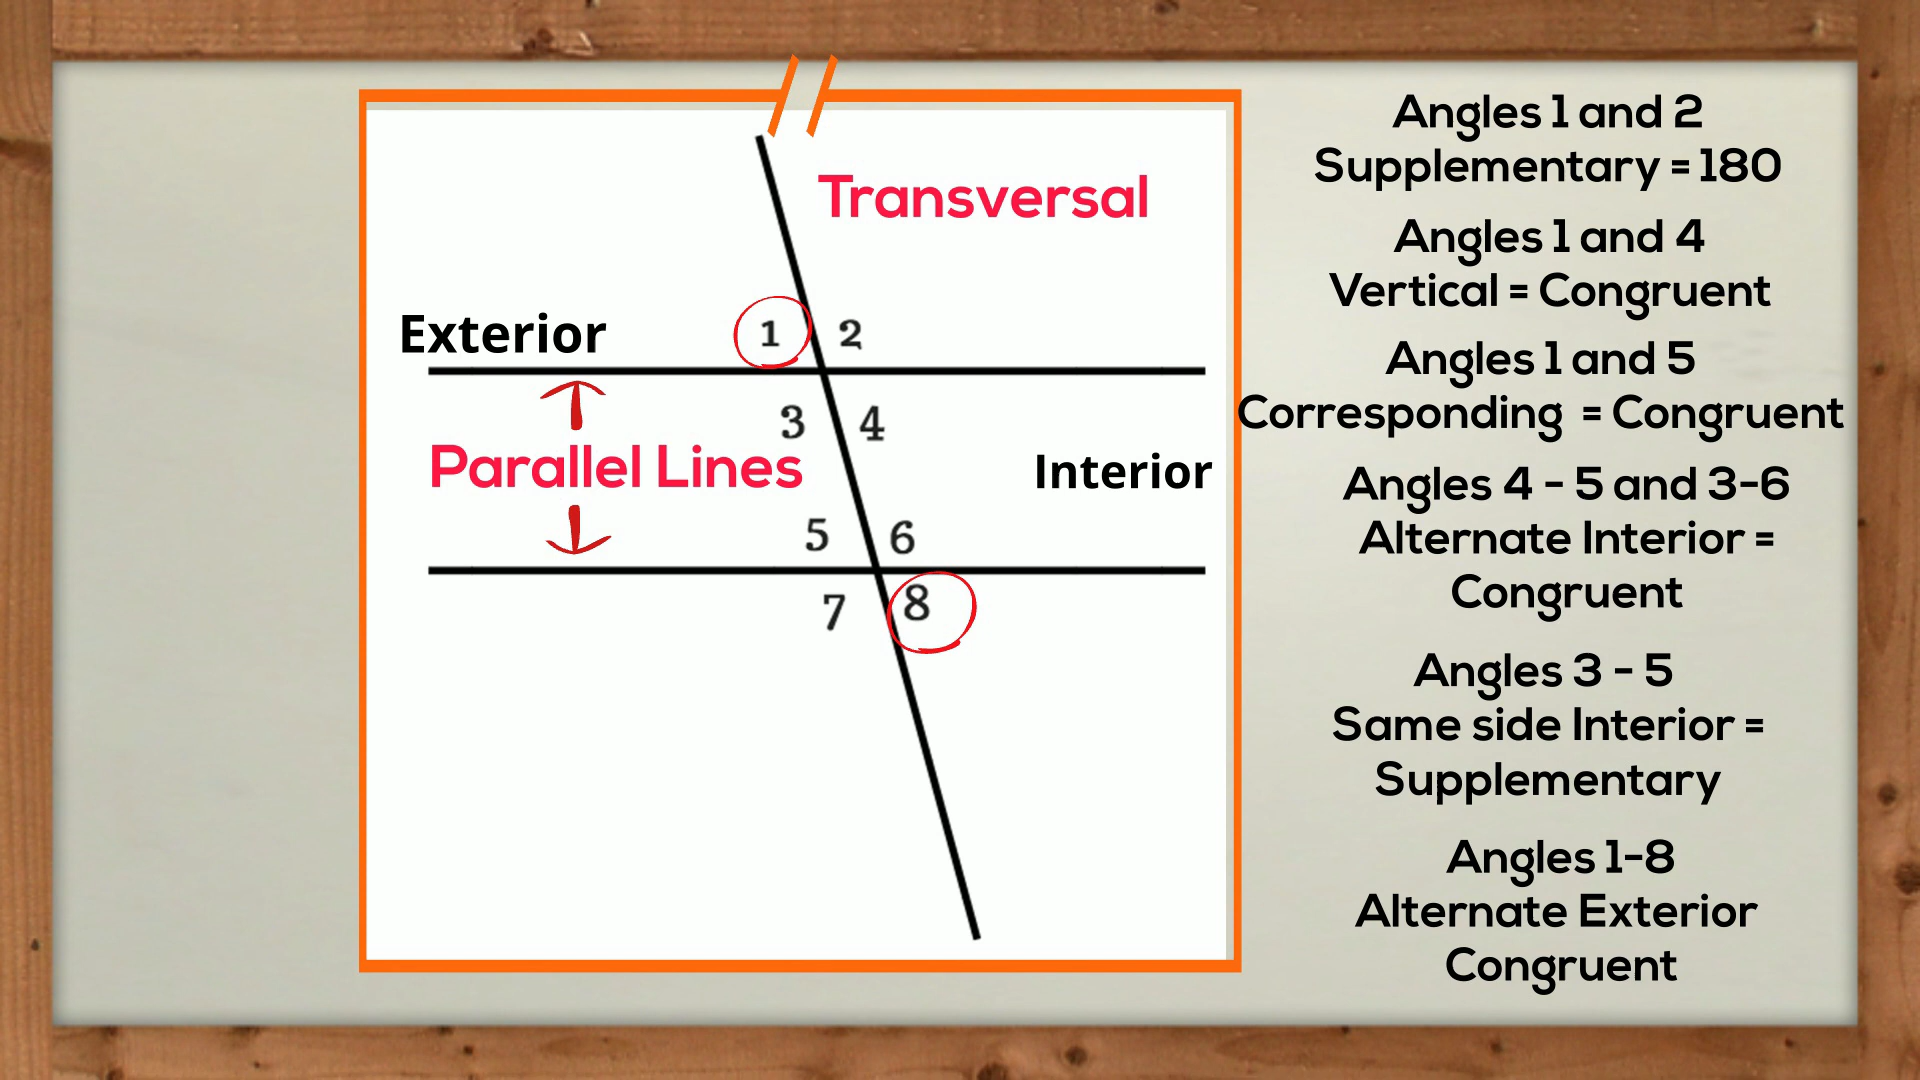 Transversal
Exterior
1 2
3 4
Parallel Lines
Interior
5 6
7 8
Angles 1 and 2
Supplementary = 180
Angles 1 and 4
Vertical = Congruent
Angles 1 and 5
Corresponding = Congruent
Angles 4 - 5 and 3-6
Alternate Interior =
Congruent
Angles 3 - 5
Same side Interior =
Supplementary
Angles 1-8
Alternate Exterior
Congruent